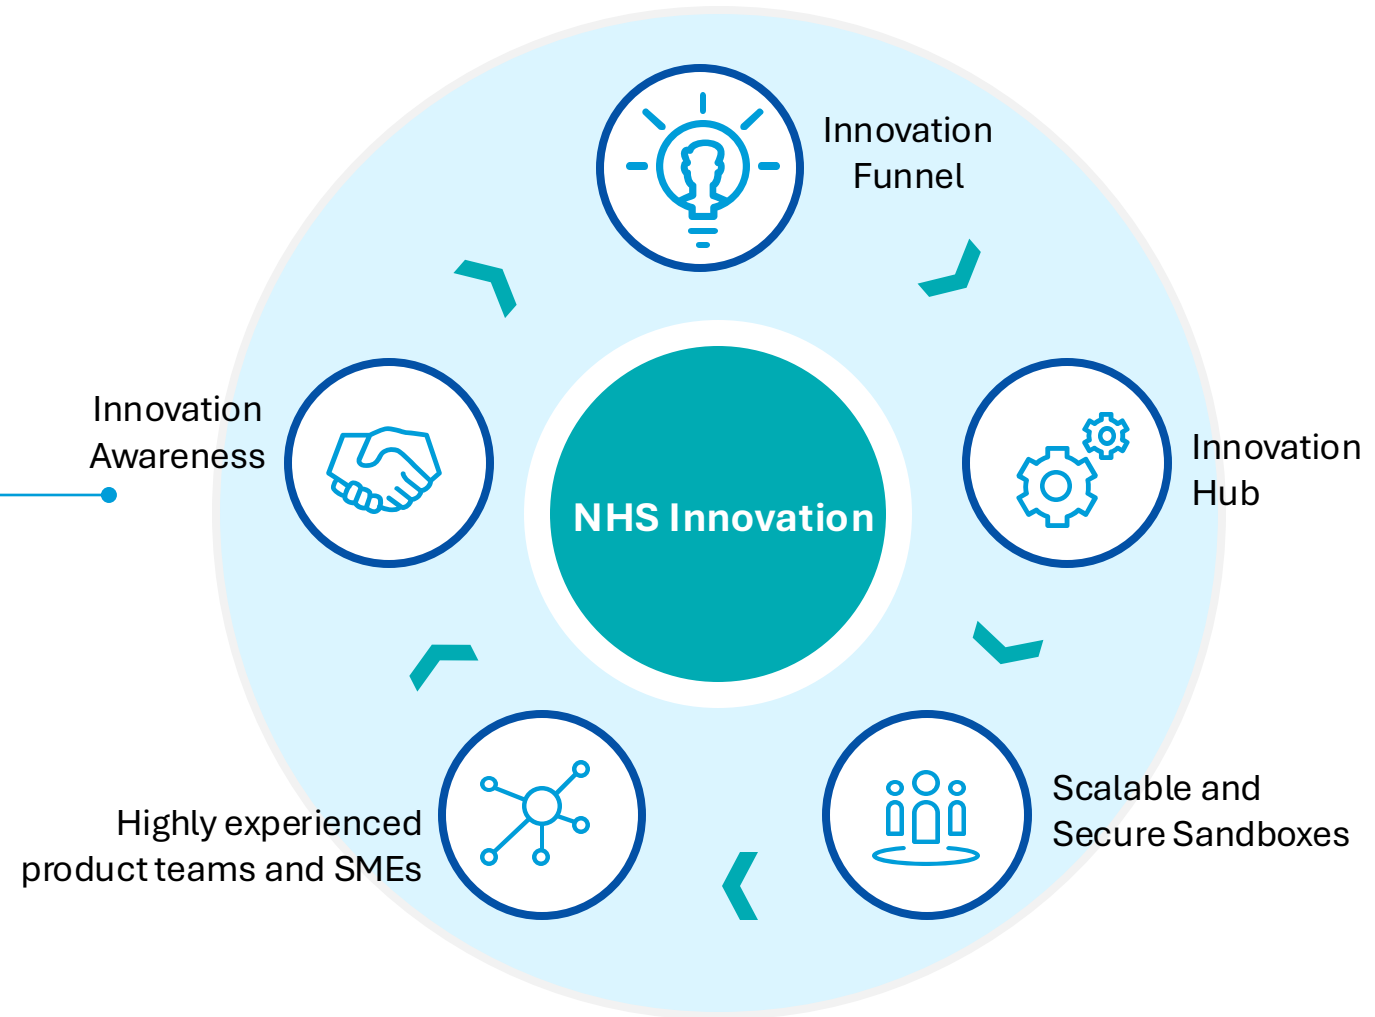 Innovation
Funnel
Innovation
Awareness
Innovation
Hub
NHS Innovation
Scalable and
Secure Sandboxes
Highly experienced
product teams and SMEs